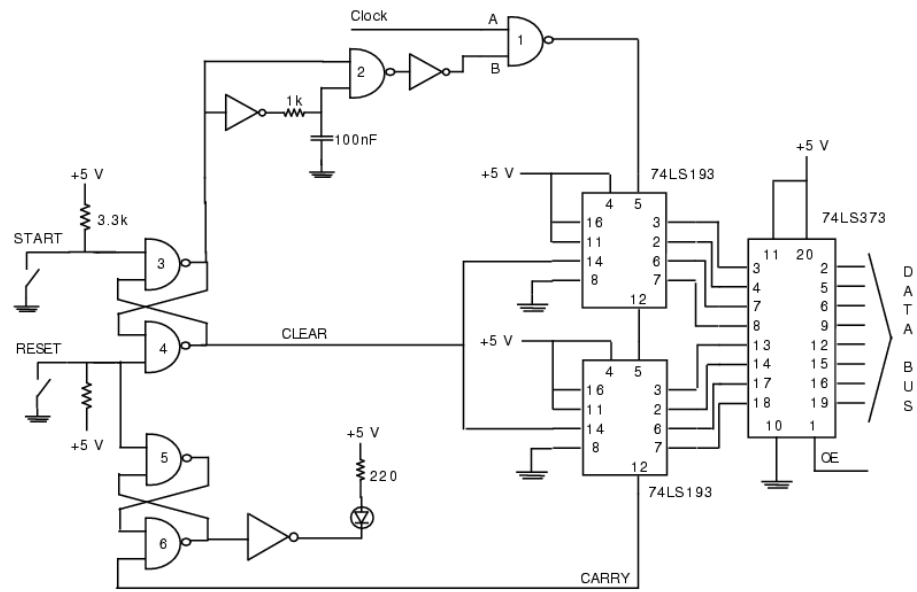 Clock
A
B
1
2
1k
100nF
+5 V
3.3k
START
3
4
RESET
+5 V
CLEAR
5
6
+5 V
220
CARRY
+5 V
74LS193
4 5
16 3
11 2
14 6
8 7
12
+5 V
4 5
16 3
11 2
14 6
8 7
12
74LS193
+5 V
74LS373
11 20
3 2
4 5
7 6
8 9
13 12
14 15
17 16
18 19
10 1
OE
DATA BUS